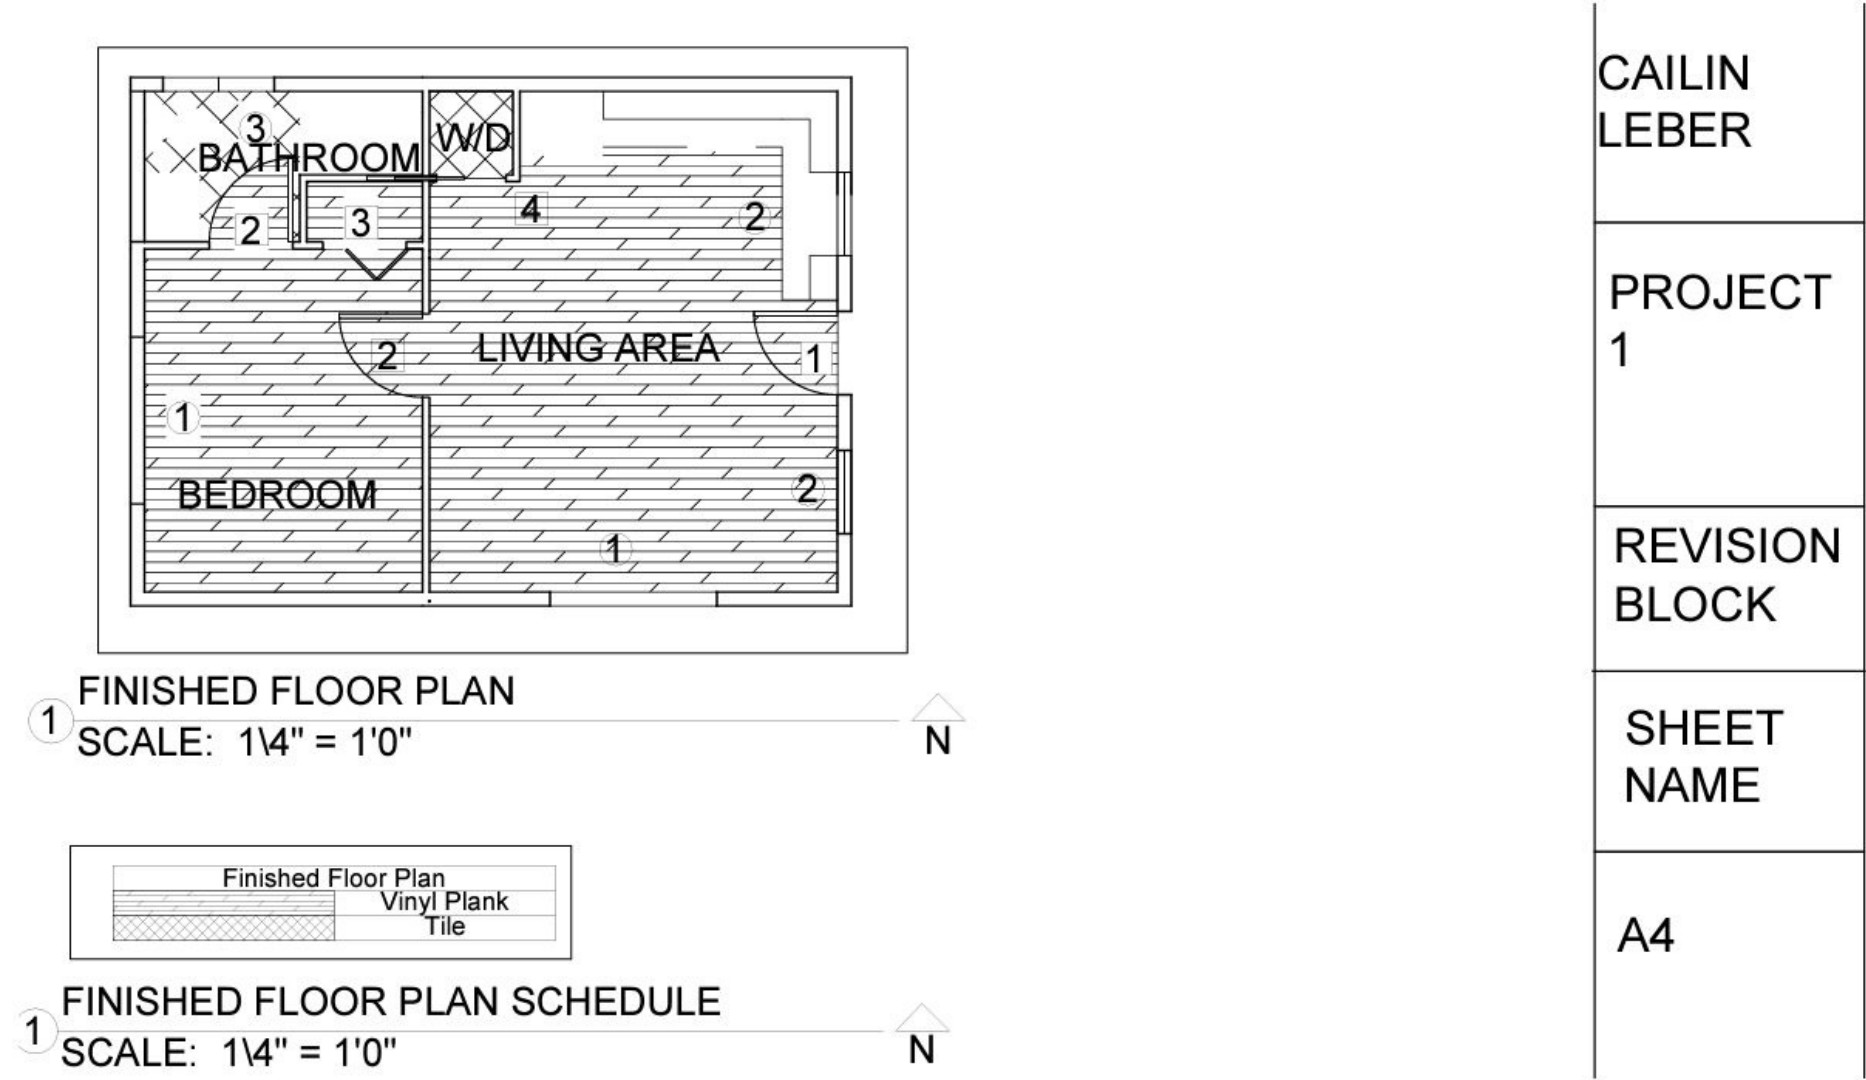 3
BATHROOM
W/D
2
3
4
2
2
LIVING AREA
1
1
BEDROOM
2
1
1
FINISHED FLOOR PLAN
SCALE: 1\4" = 1'0"
N
Finished Floor Plan
Vinyl Plank
Tile
1
FINISHED FLOOR PLAN SCHEDULE
SCALE: 1\4" = 1'0"
N
CAILIN
LEBER
PROJECT
1
REVISION
BLOCK
SHEET
NAME
A4